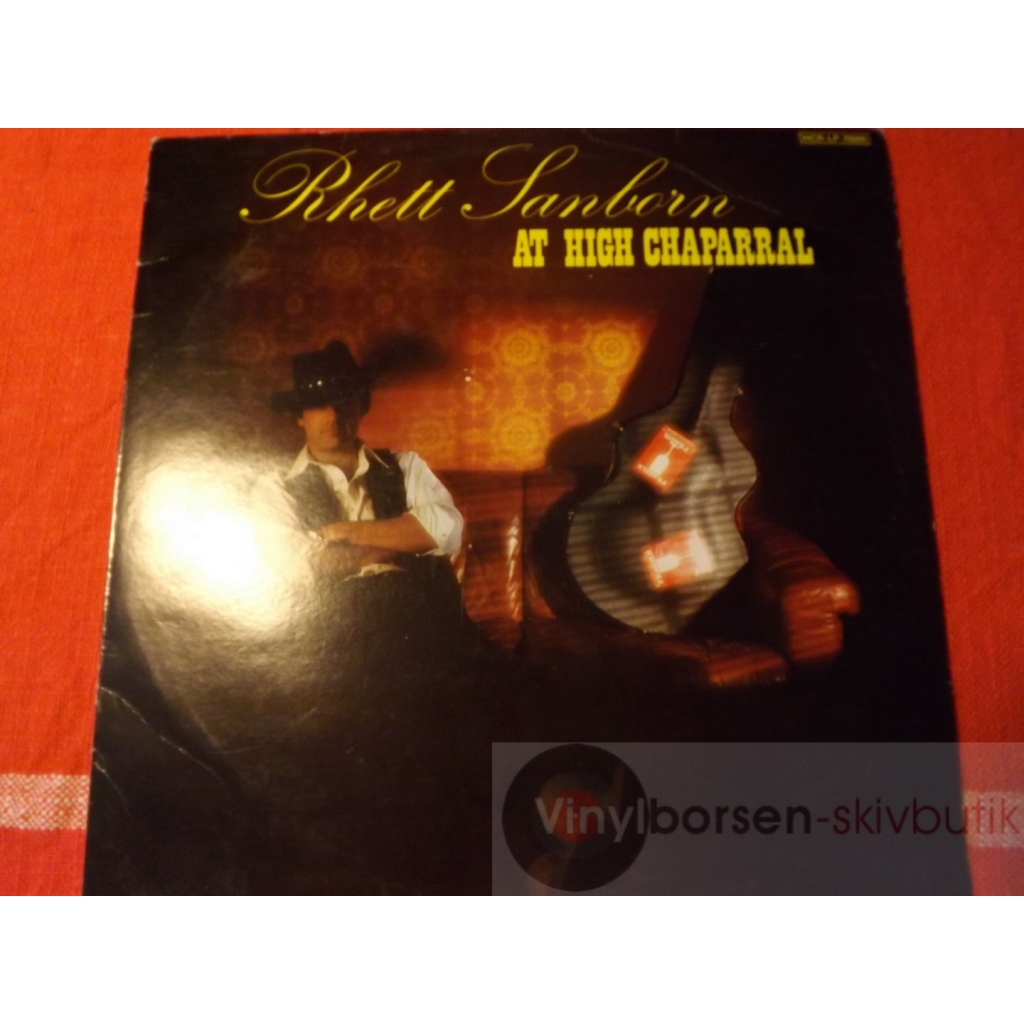 Rhett Sanborn
AT HIGH CHAPARRAL
Vinylborsen-skivbutik